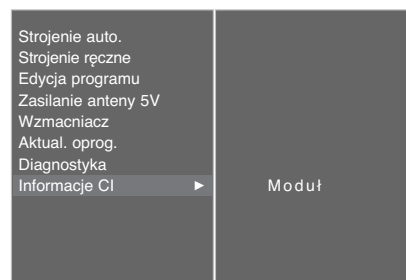 Strojenie auto.
Strojenie ręczne
Edycja programu
Zasilanie anteny 5V
Wzmacniacz
Aktual. oprog.
Diagnostyka
Informacje CI ►
Moduł